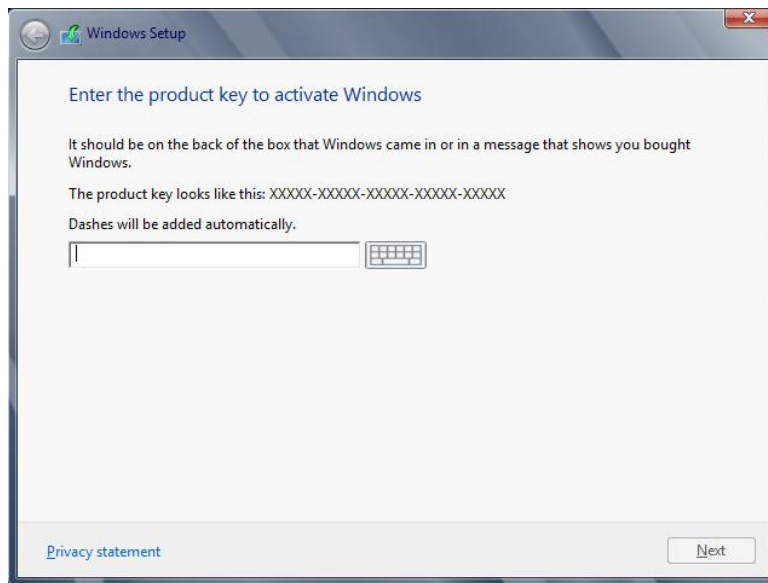 Windows Setup
Enter the product key to activate Windows
It should be on the back of the box that Windows came in or in a message that shows you bought
Windows.
The product key looks like this: XXXXX-XXXXX-XXXXX-XXXXX-XXXXX
Dashes will be added automatically.
Privacy statement
Next